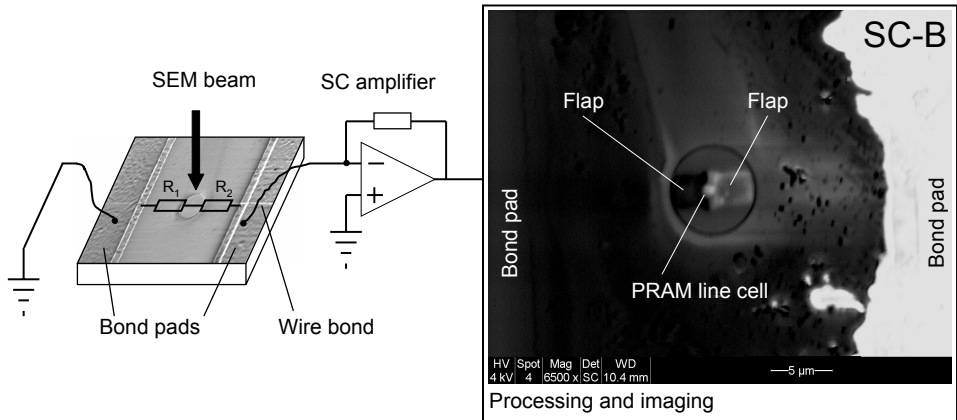 SEM beam
SC amplifier
R1
R2
−
+
Bond pads
Wire bond
SC-B
Flap
Flap
Bond pad
Bond pad
PRAM line cell
HV Spot Mag Det WD
4 kV 4 6500 x SC 10.4 mm
5 µm
Processing and imaging